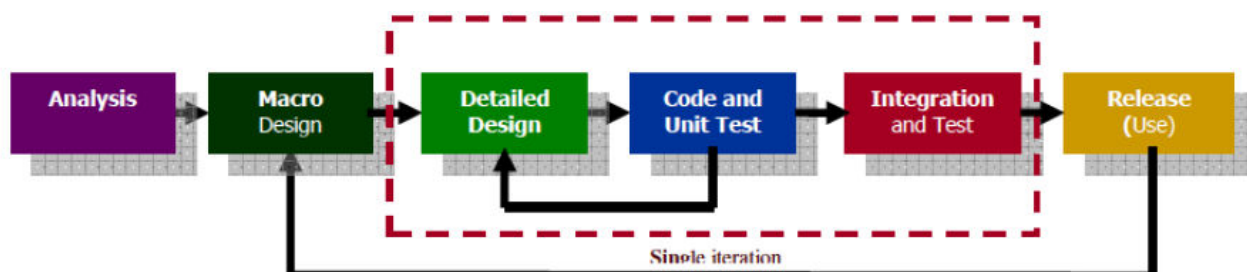 Analysis
Macro
Design
Detailed
Design
Code and
Unit Test
Integration
and Test
Release
(Use)
Single iteration